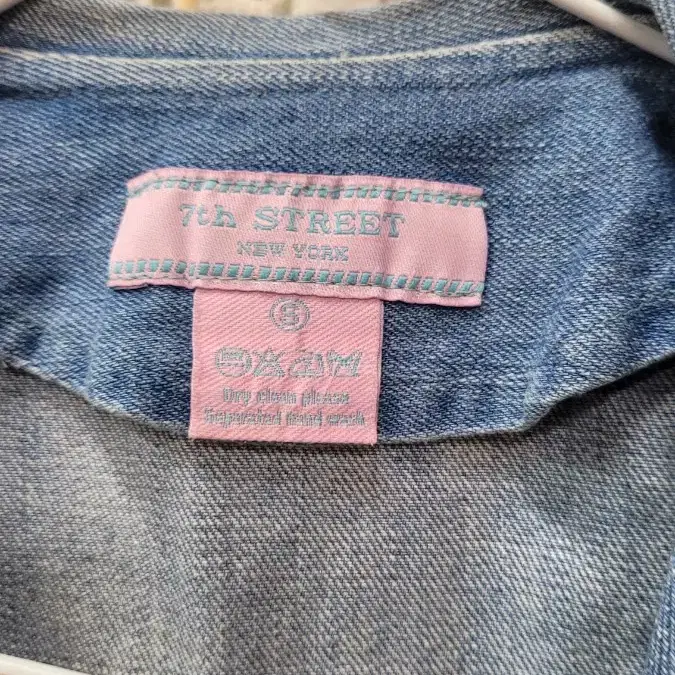 7th STREET
NEW YORK
S
Dry clean please
Separated hand wash